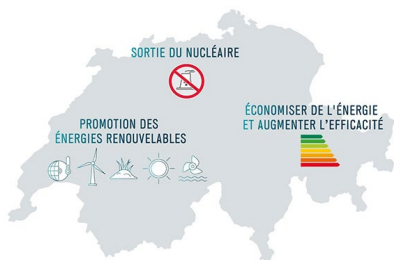 SORTIE DU NUCLÉAIRE
PROMOTION DES
ÉNERGIES RENOUVELABLES
ÉCONOMISER DE L'ÉNERGIE
ET AUGMENTER L'EFFICACITÉ